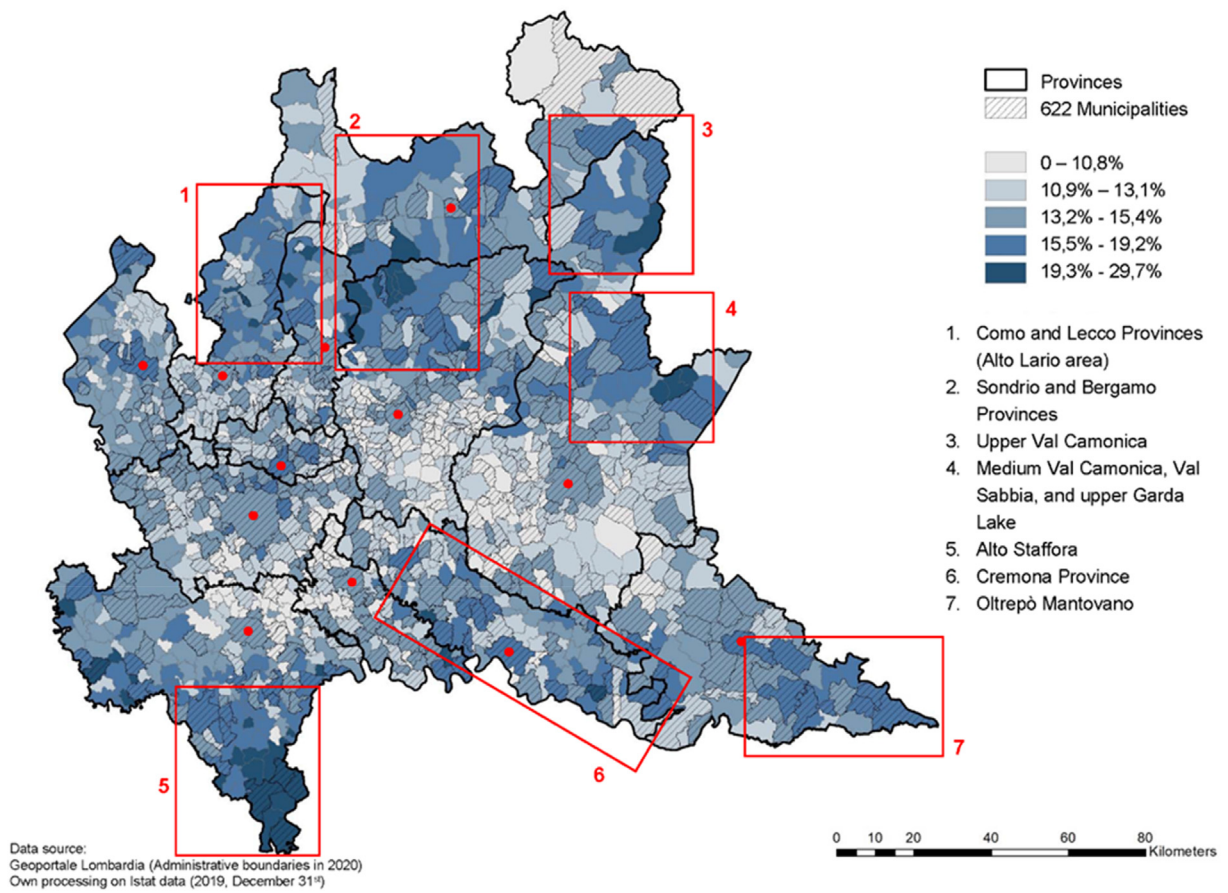 Provinces
622 Municipalities
0 – 10,8%
10,9% – 13,1%
13,2% - 15,4%
15,5% - 19,2%
19,3% - 29,7%
1. Como and Lecco Provinces
(Alto Lario area)
2. Sondrio and Bergamo
Provinces
3. Upper Val Camonica
4. Medium Val Camonica, Val
Sabbia, and upper Garda
Lake
5. Alto Staffora
6. Cremona Province
7. Oltrepò Mantovano
1
2
3
4
5
6
7
Data source:
Geoportale Lombardia (Administrative boundaries in 2020)
Own processing on Istat data (2019, December 31st)
0 10 20 40 60 80
Kilometers